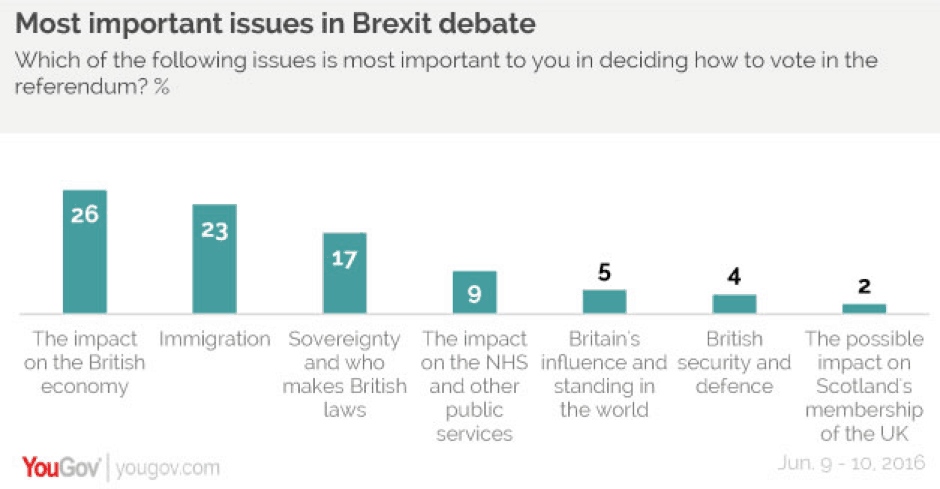 Most important issues in Brexit debate
Which of the following issues is most important to you in deciding how to vote in the
referendum? %
26
23
17
9
5
4
2
The impact
on the British
economy
Immigration
Sovereignty
and who
makes British
laws
The impact
on the NHS
and other
public
services
Britain's
influence and
standing in
the world
British
security and
defence
The possible
impact on
Scotland's
membership
of the UK
YouGov | yougov.com
Jun. 9 - 10, 2016